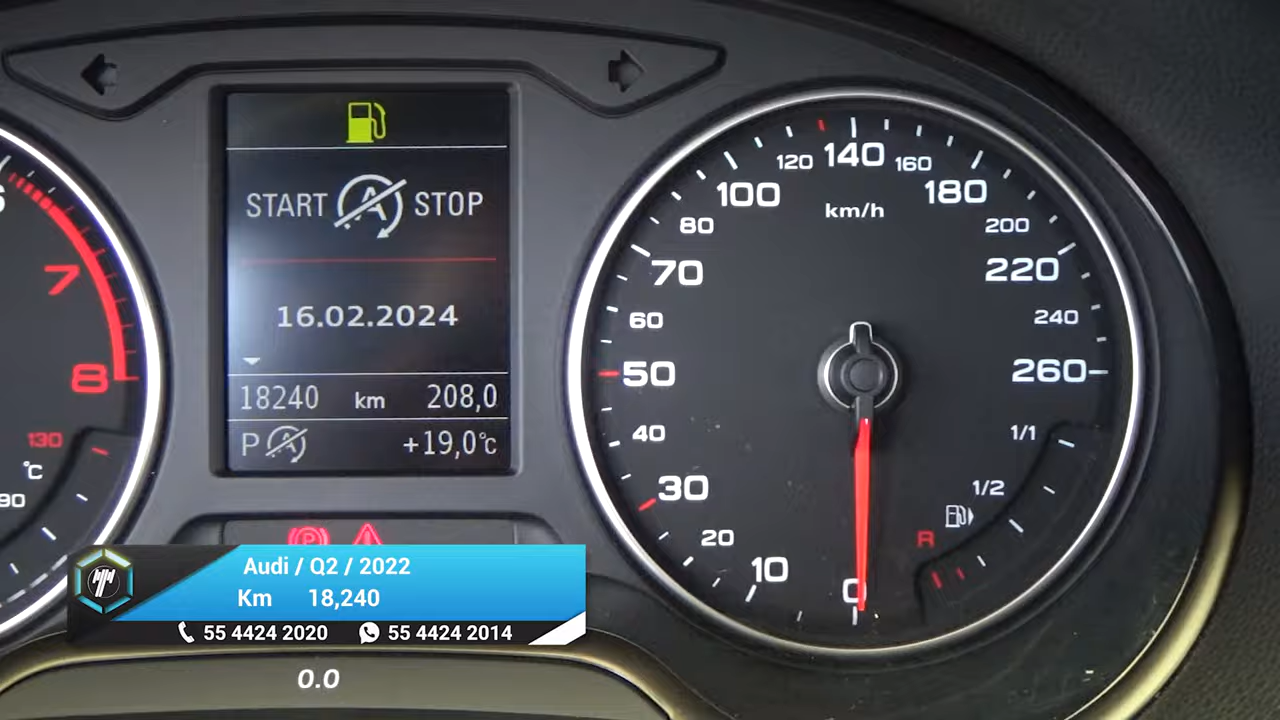 START A STOP
16.02.2024
18240 km 208,0
P A +19,0°C
7
8
130
°C
90
0
10
20
30
40
50
60
70
80
100
120
140
160
180
200
220
240
260
km/h
1/1
1/2
R
P
Audi / Q2 / 2022
Km 18,240
55 4424 2020 55 4424 2014
0.0